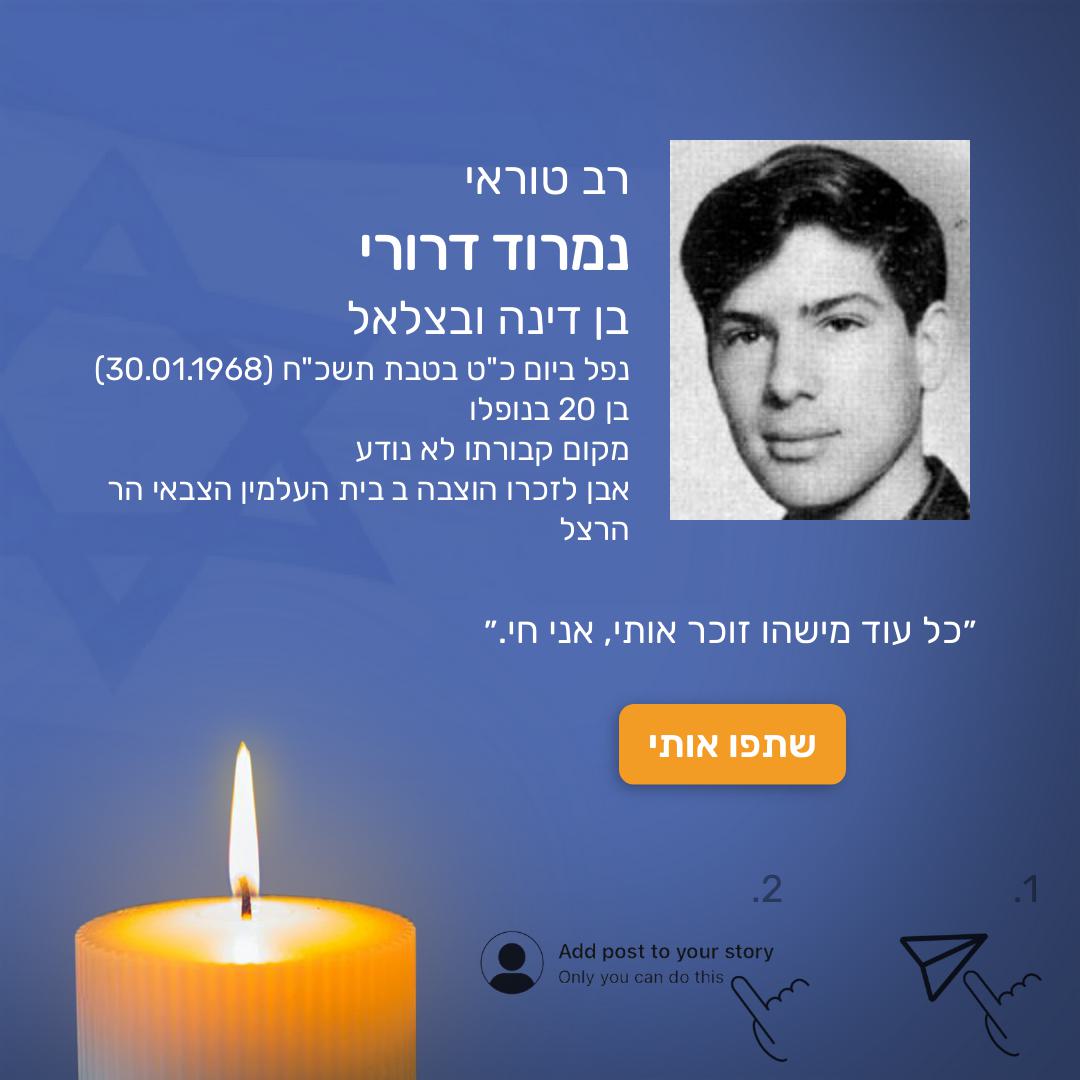 רב טוראי
נמרוד דרורי
בן דינה ובצלאל
נפל ביום כ"ט בטבת תשכ"ח (30.01.1968)
בן 20 בנופלו
מקום קבורתו לא נודע
אבן לזכרו הוצבה ב בית העלמין הצבאי הר
הרצל
״כל עוד מישהו זוכר אותי, אני חי.״
שתפו אותי
1.
2.
Add post to your story
Only you can do this